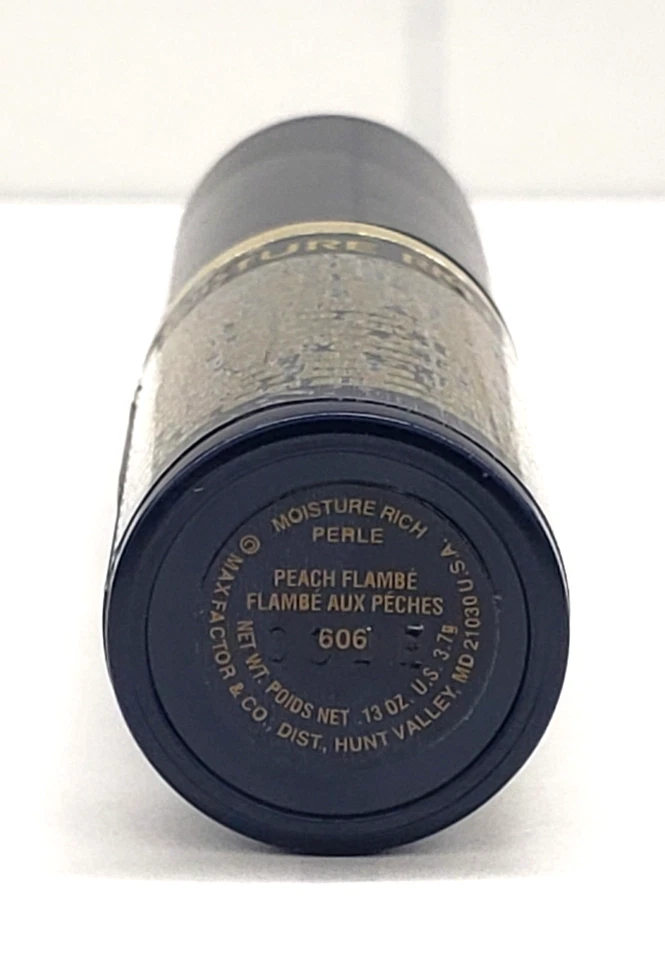 MOISTURE RICH
PERLE
PEACH FLAMBÉ
FLAMBÉ AUX PÉCHES
606
NET WT. POIDS NET .13 OZ. U.S. 3.7g
© MAX FACTOR & CO., DIST., HUNT VALLEY, MD 21030 U.S.A.